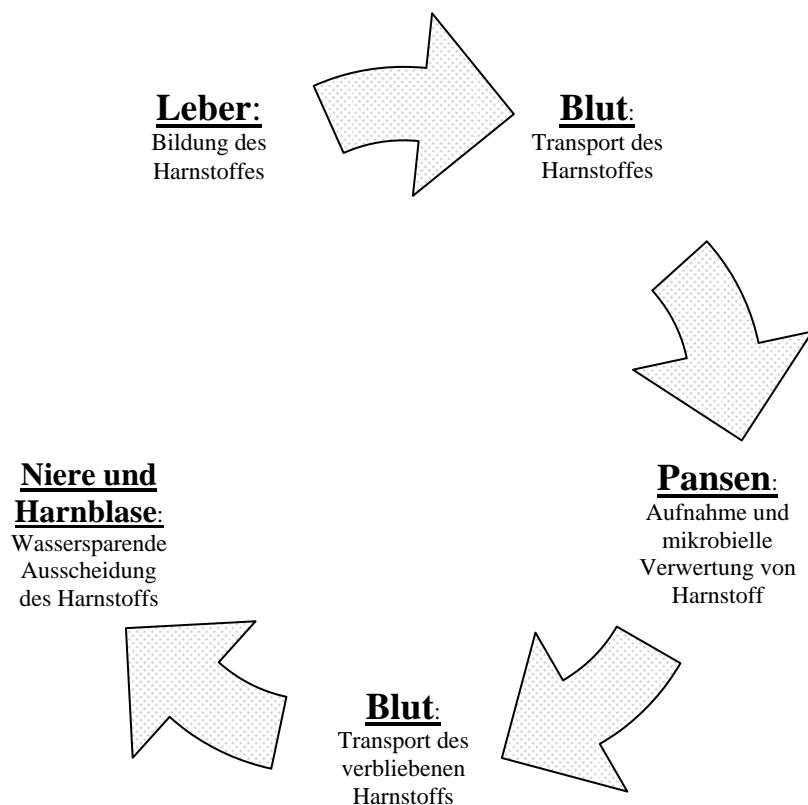 Leber:
Bildung des
Harnstoffes
Blut:
Transport des
Harnstoffes
Pansen:
Aufnahme und
mikrobielle
Verwertung von
Harnstoff
Blut:
Transport des
verbliebenen
Harnstoffs
Niere und
Harnblase:
Wassersparende
Ausscheidung
des Harnstoffs